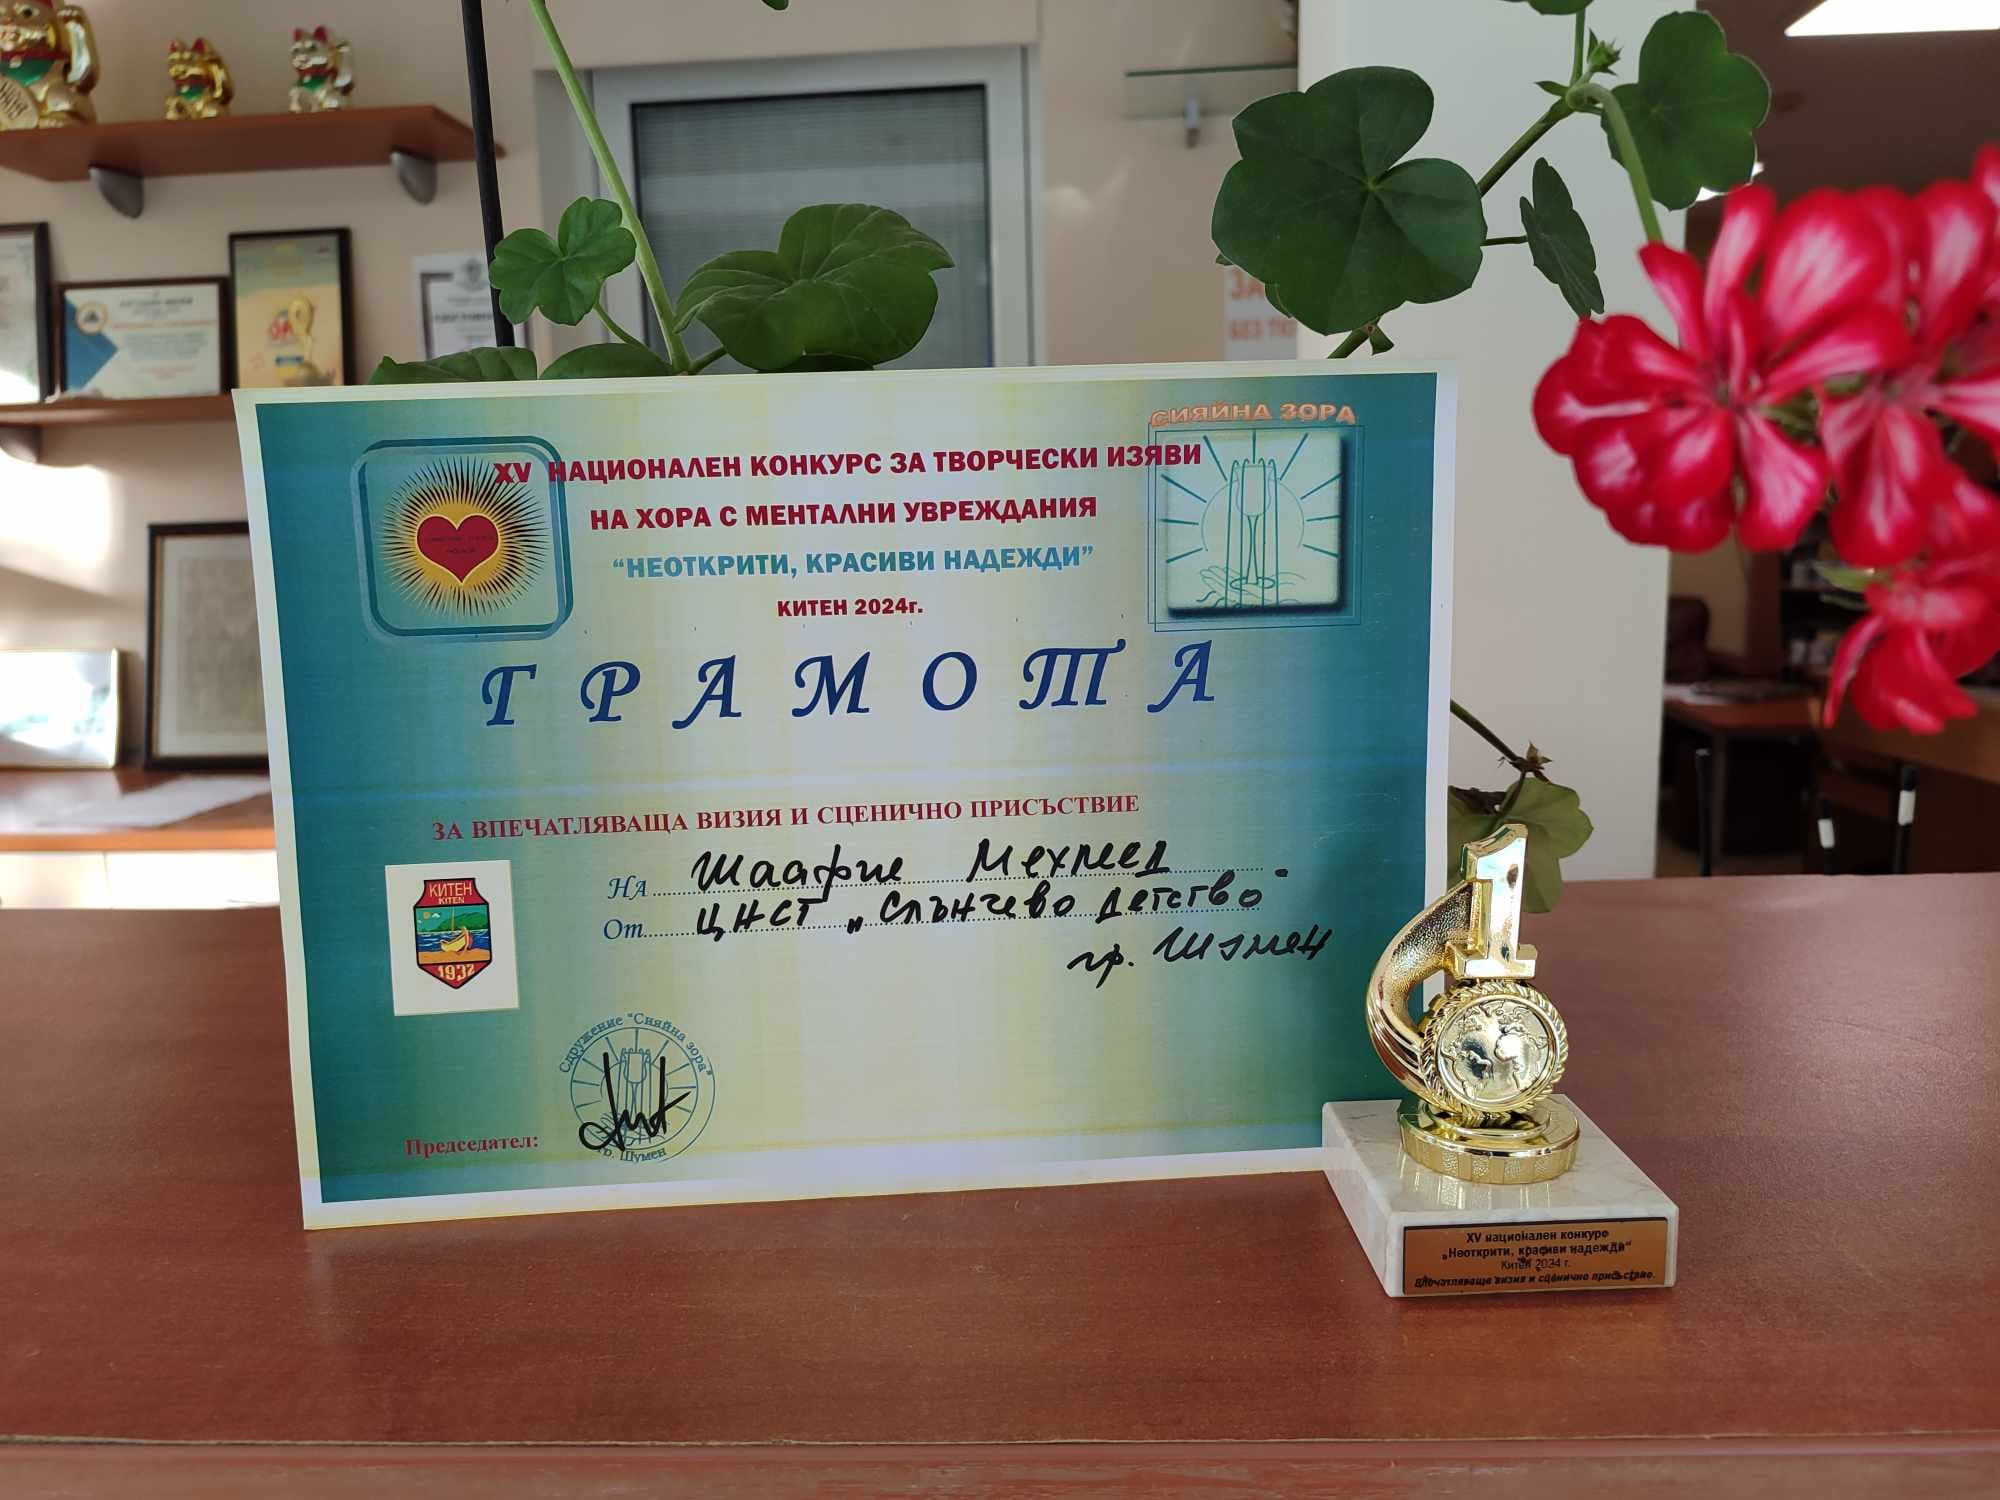 СИЯЙНА ЗОРА
XV НАЦИОНАЛЕН КОНКУРС ЗА ТВОРЧЕСКИ ИЗЯВИ
НА ХОРА С МЕНТАЛНИ УВРЕЖДАНИЯ
“НЕОТКРИТИ, КРАСИВИ НАДЕЖДИ”
КИТЕН 2024г.
ГРАМОТА
ЗА ВПЕЧАТЛЯВАЩА ВИЗИЯ И СЦЕНИЧНО ПРИСЪСТВИЕ
На Шаафие Мехмед
От ЦНСТ „Слънчево детство“
гр. Шумен
КИТЕН
KITEN
1932
Сдружение "Сияйна зора"
гр. Шумен
Председател:
1
XV национален конкурс
„Неоткрити, красиви надежди“
Китен 2024 г.
Впечатляваща визия и сценично присъствие.